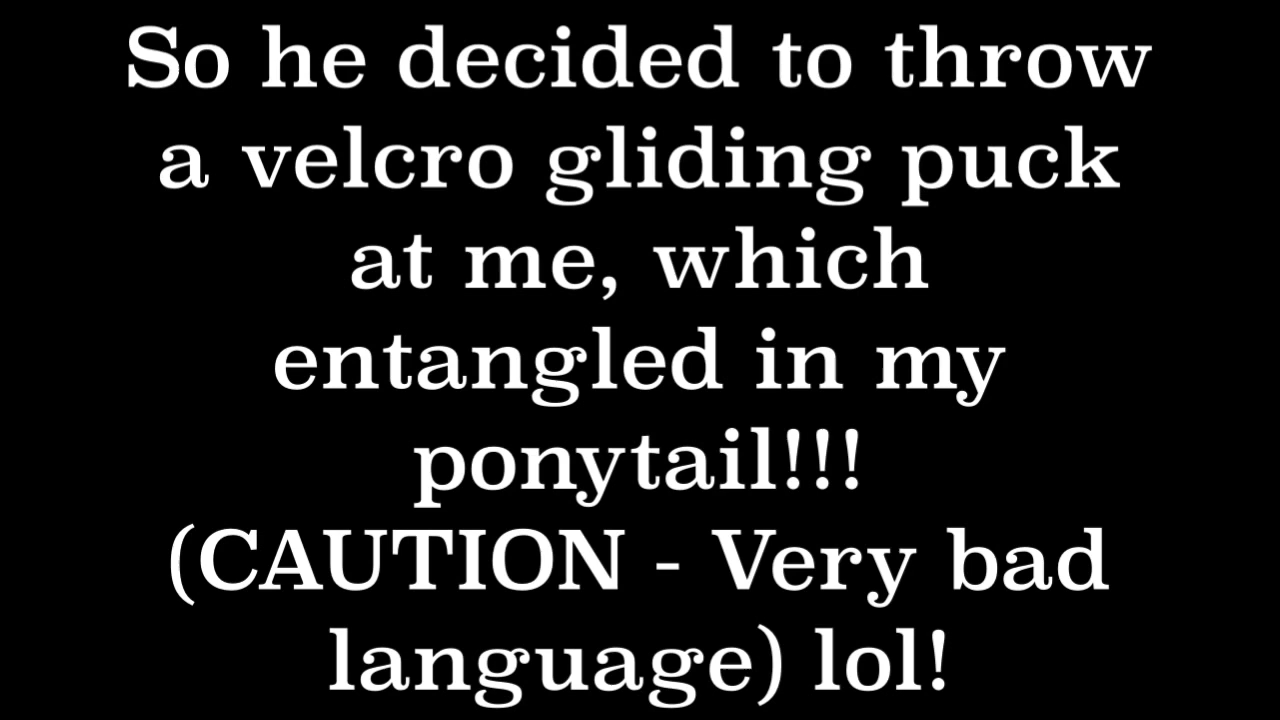 So he decided to throw
a velcro gliding puck
at me, which
entangled in my
ponytail!!!
(CAUTION - Very bad
language) lol!